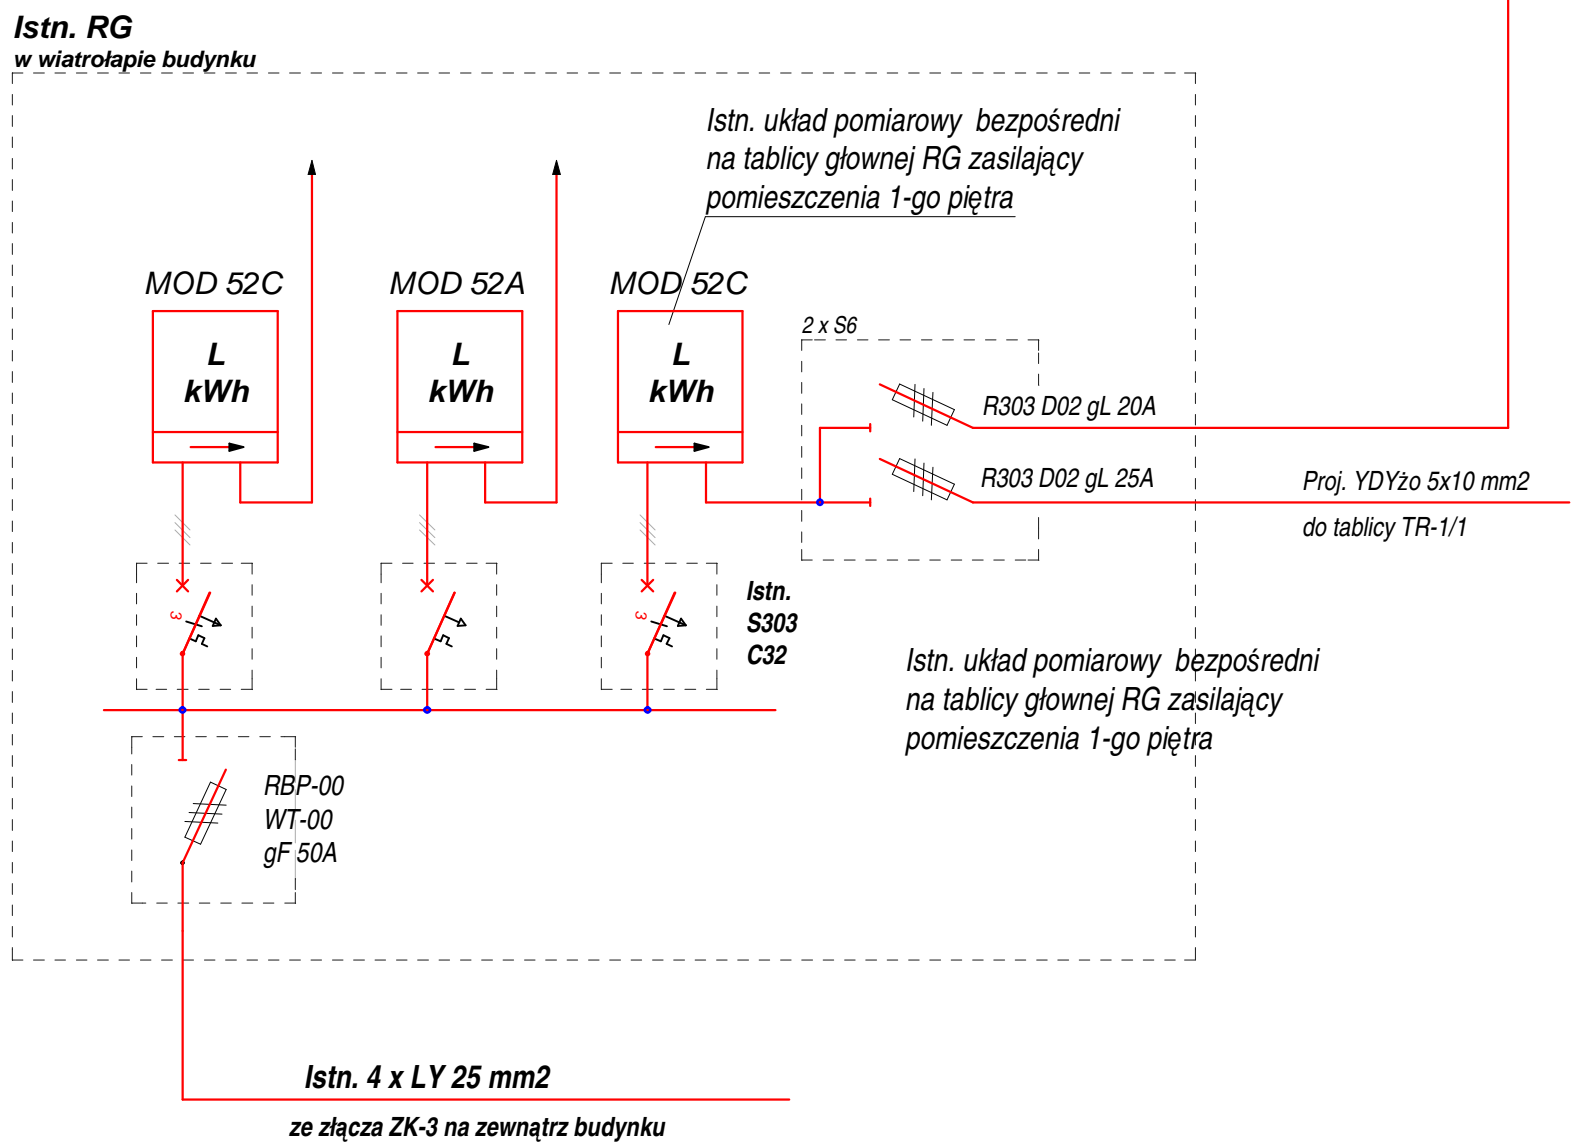 Istn. RG
w wiatrołapie budynku
Istn. układ pomiarowy bezpośredni
na tablicy głownej RG zasilający
pomieszczenia 1-go piętra
MOD 52C
MOD 52A
MOD 52C
L
kWh
L
kWh
L
kWh
2 x S6
R303 D02 gL 20A
R303 D02 gL 25A
Proj. YDYżo 5x10 mm2
do tablicy TR-1/1
3
3
Istn.
S303
C32
Istn. układ pomiarowy bezpośredni
na tablicy głownej RG zasilający
pomieszczenia 1-go piętra
RBP-00
WT-00
gF 50A
Istn. 4 x LY 25 mm2
ze złącza ZK-3 na zewnątrz budynku